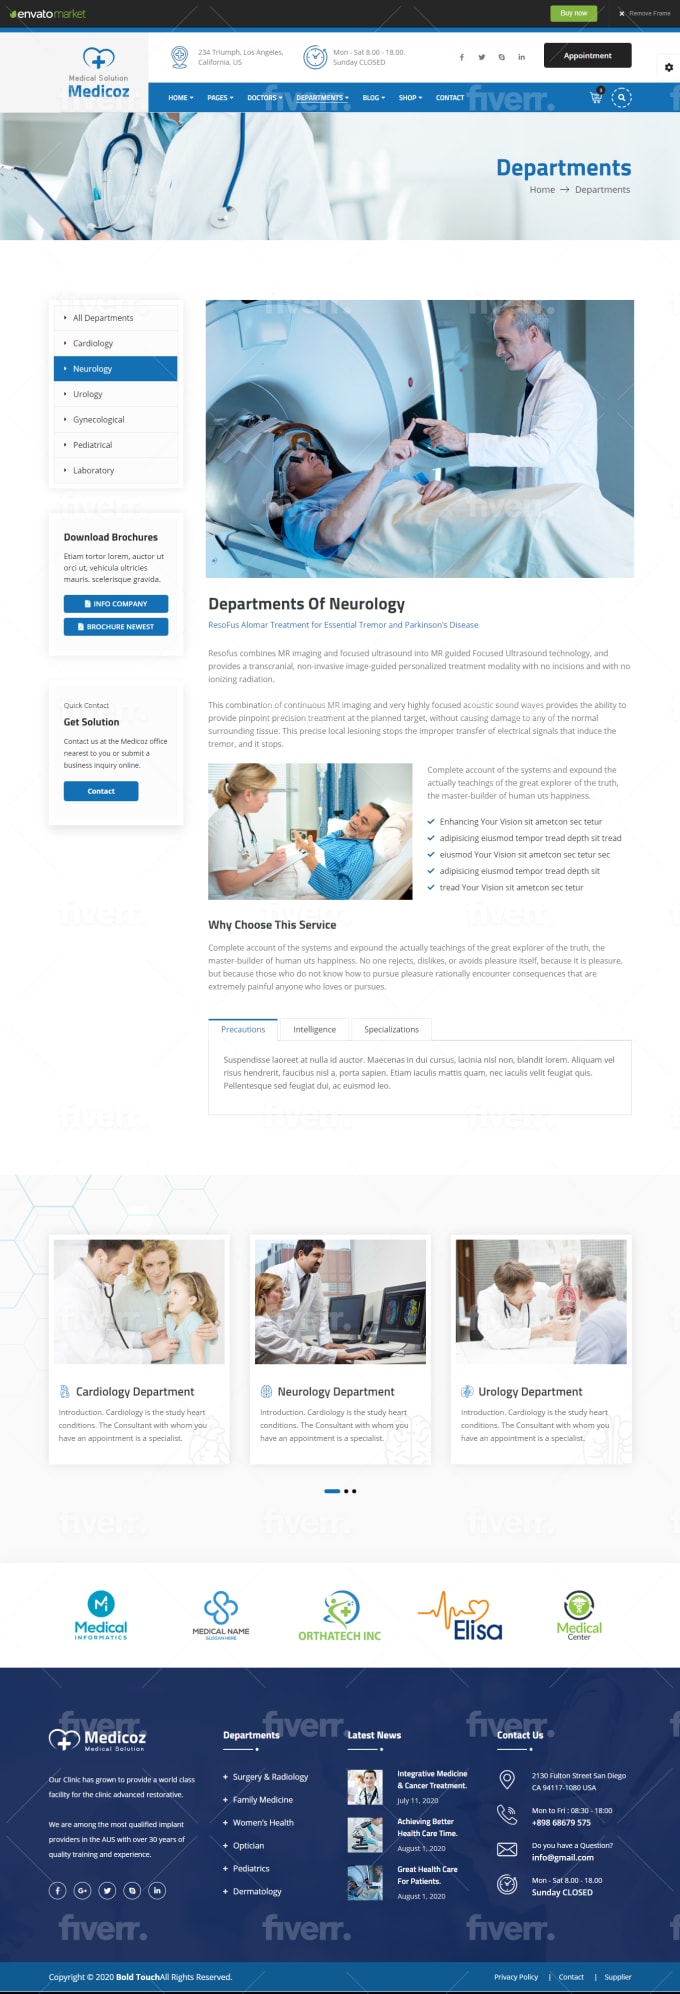 envatomarket
Buy now
Remove Frame
Medical Solution
Medicoz
234 Triumph, Los Angeles,
California, US
Mon - Sat 8.00 - 18.00.
Sunday CLOSED
Appointment
HOME
PAGES
DOCTORS
DEPARTMENTS
BLOG
SHOP
CONTACT
0
Departments
Home
Departments
All Departments
Cardiology
Neurology
Urology
Gynecological
Pediatrical
Laboratory
Download Brochures
Etiam tortor lorem, auctor ut
orci ut, vehicula ultricies
mauris. scelerisque gravida.
INFO COMPANY
BROCHURE NEWEST
Quick Contact
Get Solution
Contact us at the Medicoz office
nearest to you or submit a
business inquiry online.
Contact
Departments Of Neurology
ResoFus Alomar Treatment for Essential Tremor and Parkinson's Disease
Resofus combines MR imaging and focused ultrasound into MR guided Focused Ultrasound technology, and
provides a transcranial, non-invasive image-guided personalized treatment modality with no incisions and with no
ionizing radiation.
This combination of continuous MR imaging and very highly focused acoustic sound waves provides the ability to
provide pinpoint precision treatment at the planned target, without causing damage to any of the normal
surrounding tissue. This precise local lesioning stops the improper transfer of electrical signals that induce the
tremor, and it stops.
Complete account of the systems and expound the
actually teachings of the great explorer of the truth,
the master-builder of human uts happiness.
Enhancing Your Vision sit ametcon sec tetur
adipisicing eiusmod tempor tread depth sit tread
eiusmod Your Vision sit ametcon sec tetur sec
adipisicing eiusmod tempor tread depth sit
tread Your Vision sit ametcon sec tetur
Why Choose This Service
Complete account of the systems and expound the actually teachings of the great explorer of the truth, the
master-builder of human uts happiness. No one rejects, dislikes, or avoids pleasure itself, because it is pleasure,
but because those who do not know how to pursue pleasure rationally encounter consequences that are
extremely painful anyone who loves or pursues.
Precautions
Intelligence
Specializations
Suspendisse laoreet at nulla id auctor. Maecenas in dui cursus, lacinia nisl non, blandit lorem. Aliquam vel
risus hendrerit, faucibus nisl a, porta sapien. Etiam iaculis mattis quam, nec iaculis velit feugiat quis.
Pellentesque sed feugiat dui, ac euismod leo.
Cardiology Department
Introduction. Cardiology is the study heart
conditions. The Consultant with whom you
have an appointment is a specialist.
Neurology Department
Introduction. Cardiology is the study heart
conditions. The Consultant with whom you
have an appointment is a specialist.
Urology Department
Introduction. Cardiology is the study heart
conditions. The Consultant with whom you
have an appointment is a specialist.
Medical
INFORMATICS
MEDICAL NAME
SLOGAN HERE
ORTHATECH INC
Elisa
Medical
Center
Medicoz
Medical Solution
Our Clinic has grown to provide a world class
facility for the clinic advanced restorative.
We are among the most qualified implant
providers in the AUS with over 30 years of
quality training and experience.
Departments
Surgery & Radiology
Family Medicine
Women's Health
Optician
Pediatrics
Dermatology
Latest News
Integrative Medicine
& Cancer Treatment.
July 11, 2020
Achieving Better
Health Care Time.
August 1, 2020
Great Health Care
For Patients.
August 1, 2020
Contact Us
2130 Fulton Street San Diego
CA 94117-1080 USA
Mon to Fri : 08:30 - 18:00
+898 68679 575
Do you have a Question?
info@gmail.com
Mon - Sat 8.00 - 18.00
Sunday CLOSED
Copyright © 2020 Bold TouchAll Rights Reserved.
Privacy Policy | Contact | Supplier
fiverr.